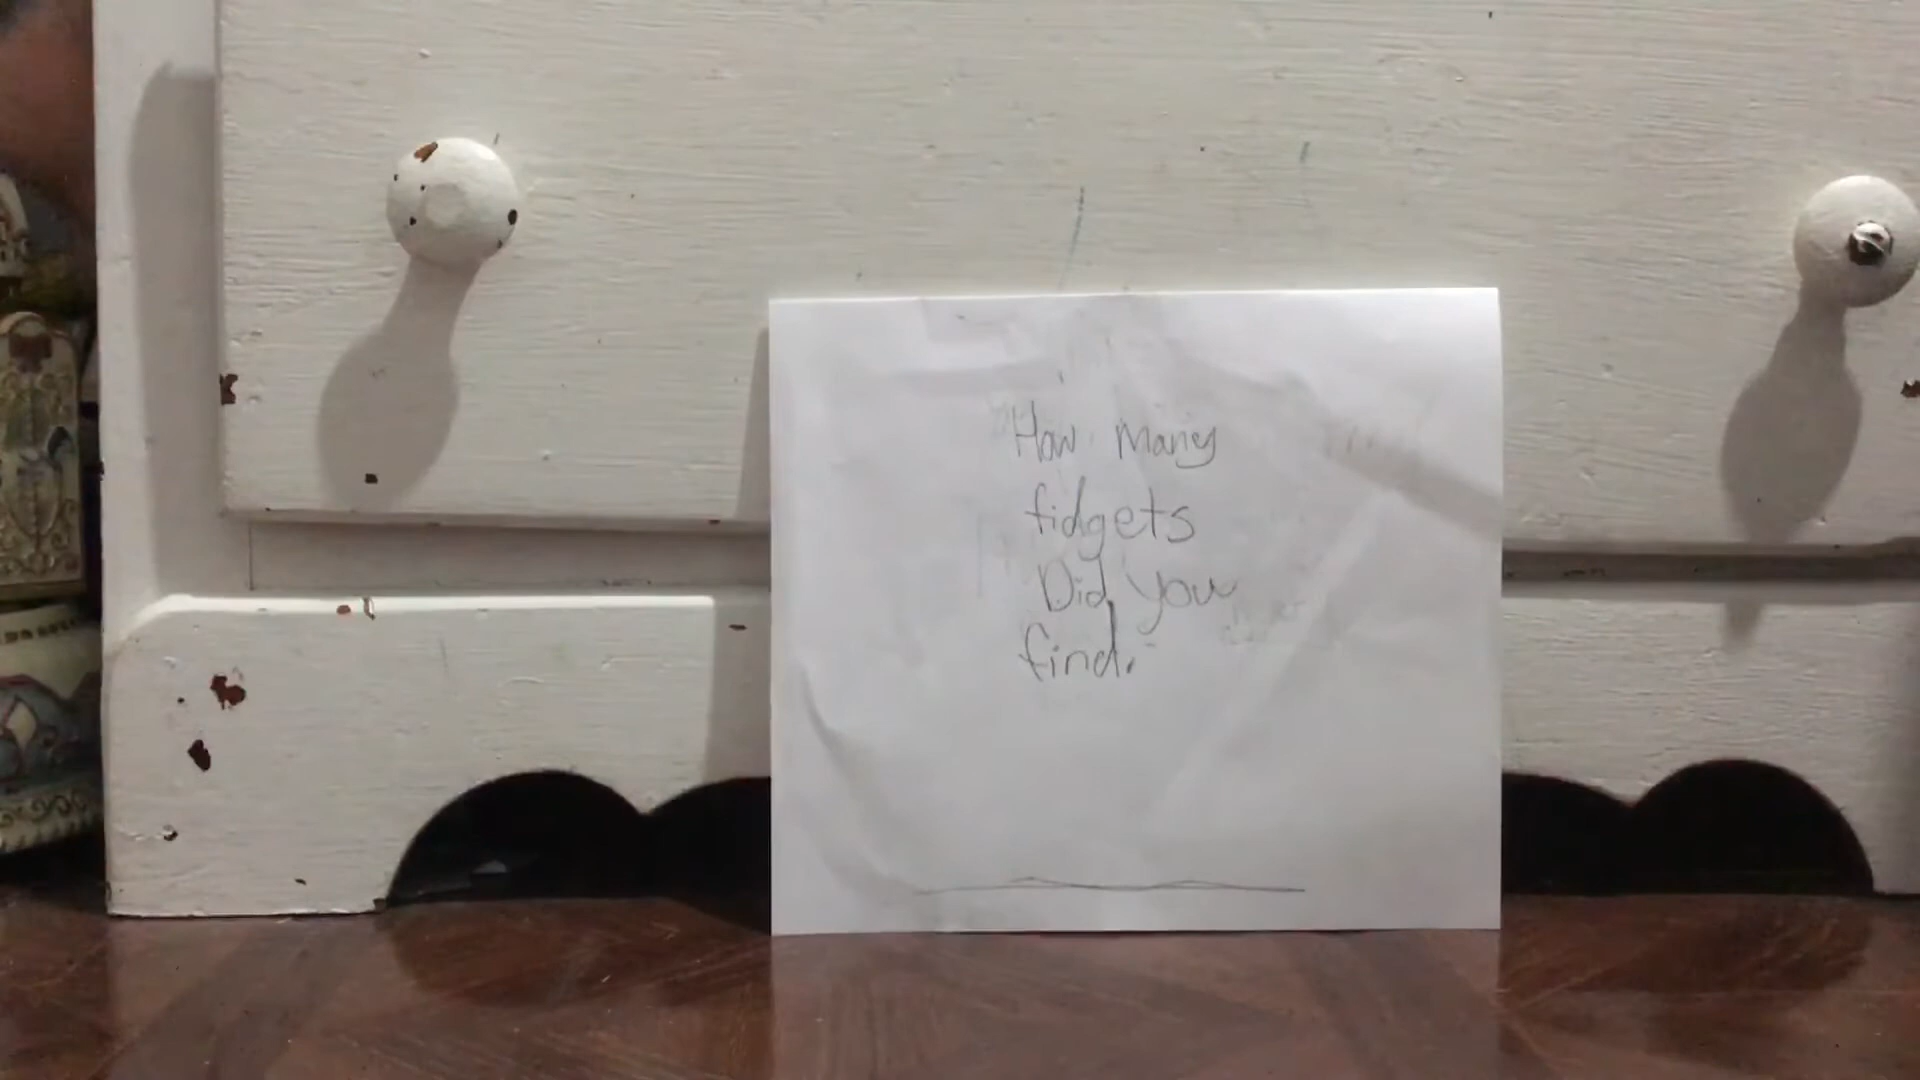 How many
fidgets
Did you
find.